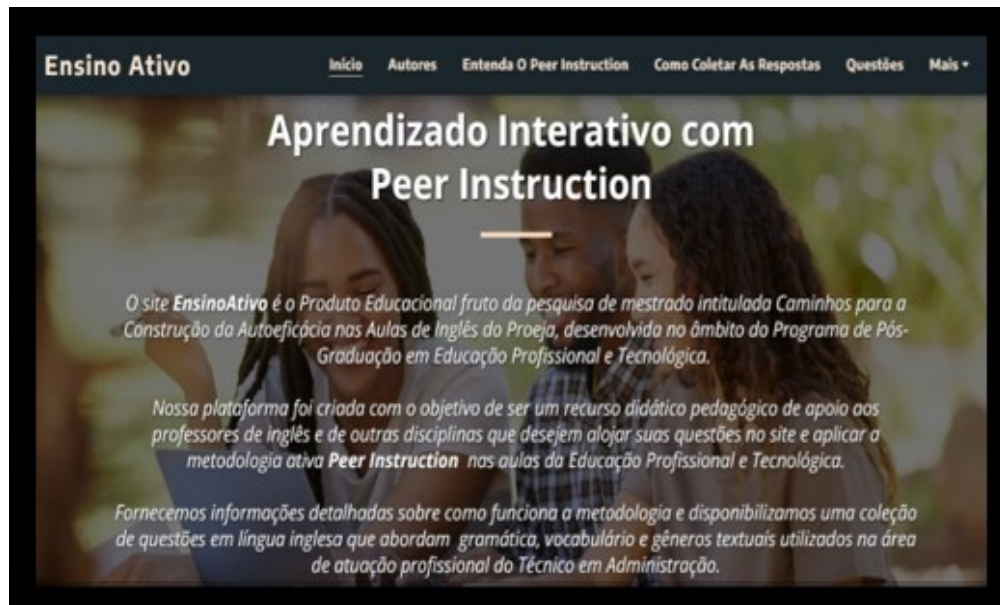 Ensino Ativo
Início Autores Entenda O Peer Instruction Como Coletar As Respostas Questões Mais
Aprendizado Interativo com
Peer Instruction
O site EnsinoAtivo é o Produto Educacional fruto da pesquisa de mestrado intitulada Caminhos para a
Construção da Autoeficácia nas Aulas de Inglês do Proeja, desenvolvida no âmbito do Programa de Pós-
Graduação em Educação Profissional e Tecnológica.
Nossa plataforma foi criada com o objetivo de ser um recurso didático pedagógico de apoio aos
professores de inglês e de outras disciplinas que desejem alojar suas questões no site e aplicar a
metodologia ativa Peer Instruction nas aulas da Educação Profissional e Tecnológica.
Fornecemos informações detalhadas sobre como funciona a metodologia e disponibilizamos uma coleção
de questões em língua inglesa que abordam gramática, vocabulário e gêneros textuais utilizados na área
de atuação profissional do Técnico em Administração.